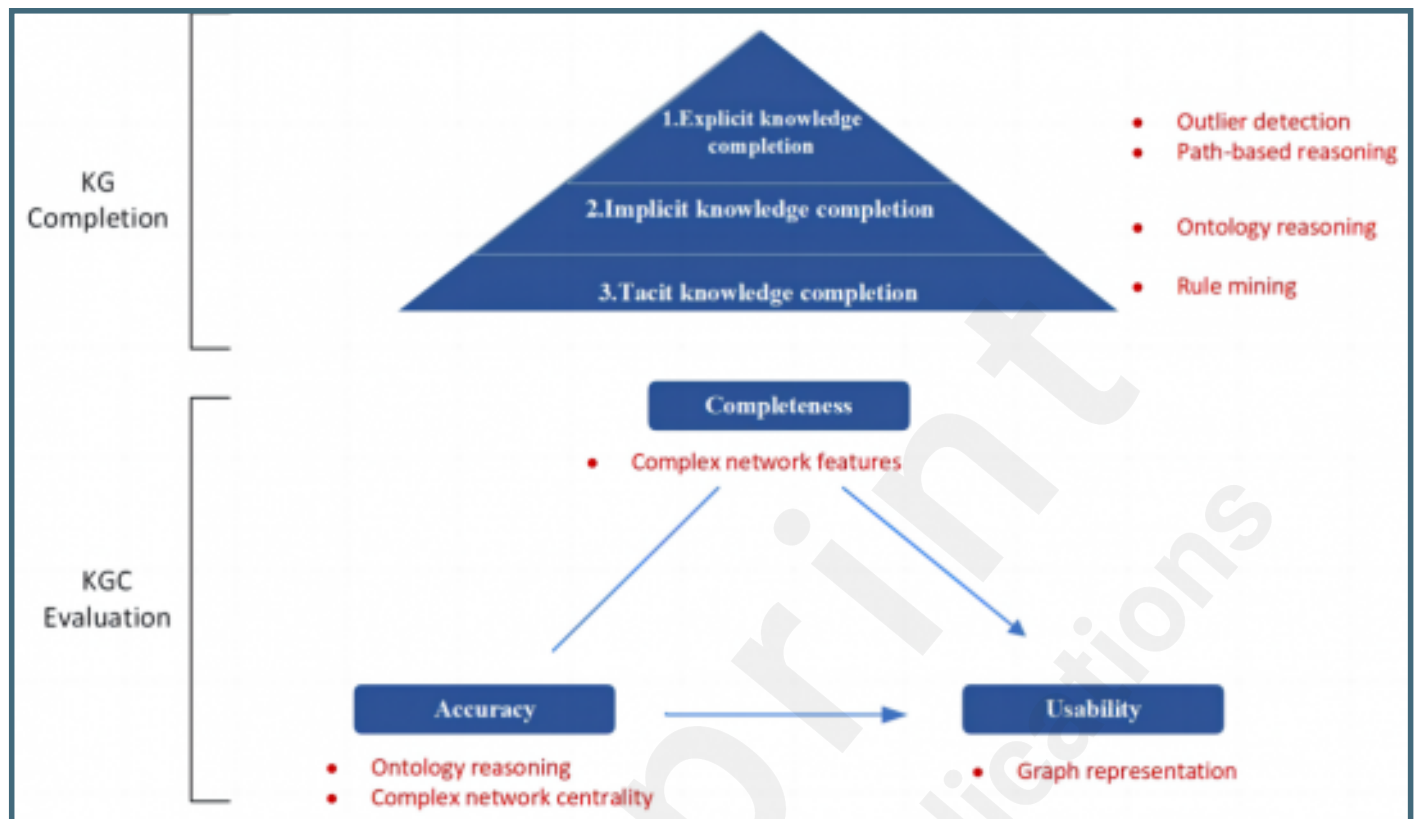 KG
Completion
1.Explicit knowledge
completion
2.Implicit knowledge completion
3.Tacit knowledge completion
• Outlier detection
• Path-based reasoning
• Ontology reasoning
• Rule mining
KGC
Evaluation
Completeness
• Complex network features
Accuracy
• Ontology reasoning
• Complex network centrality
Usability
• Graph representation
print
lications